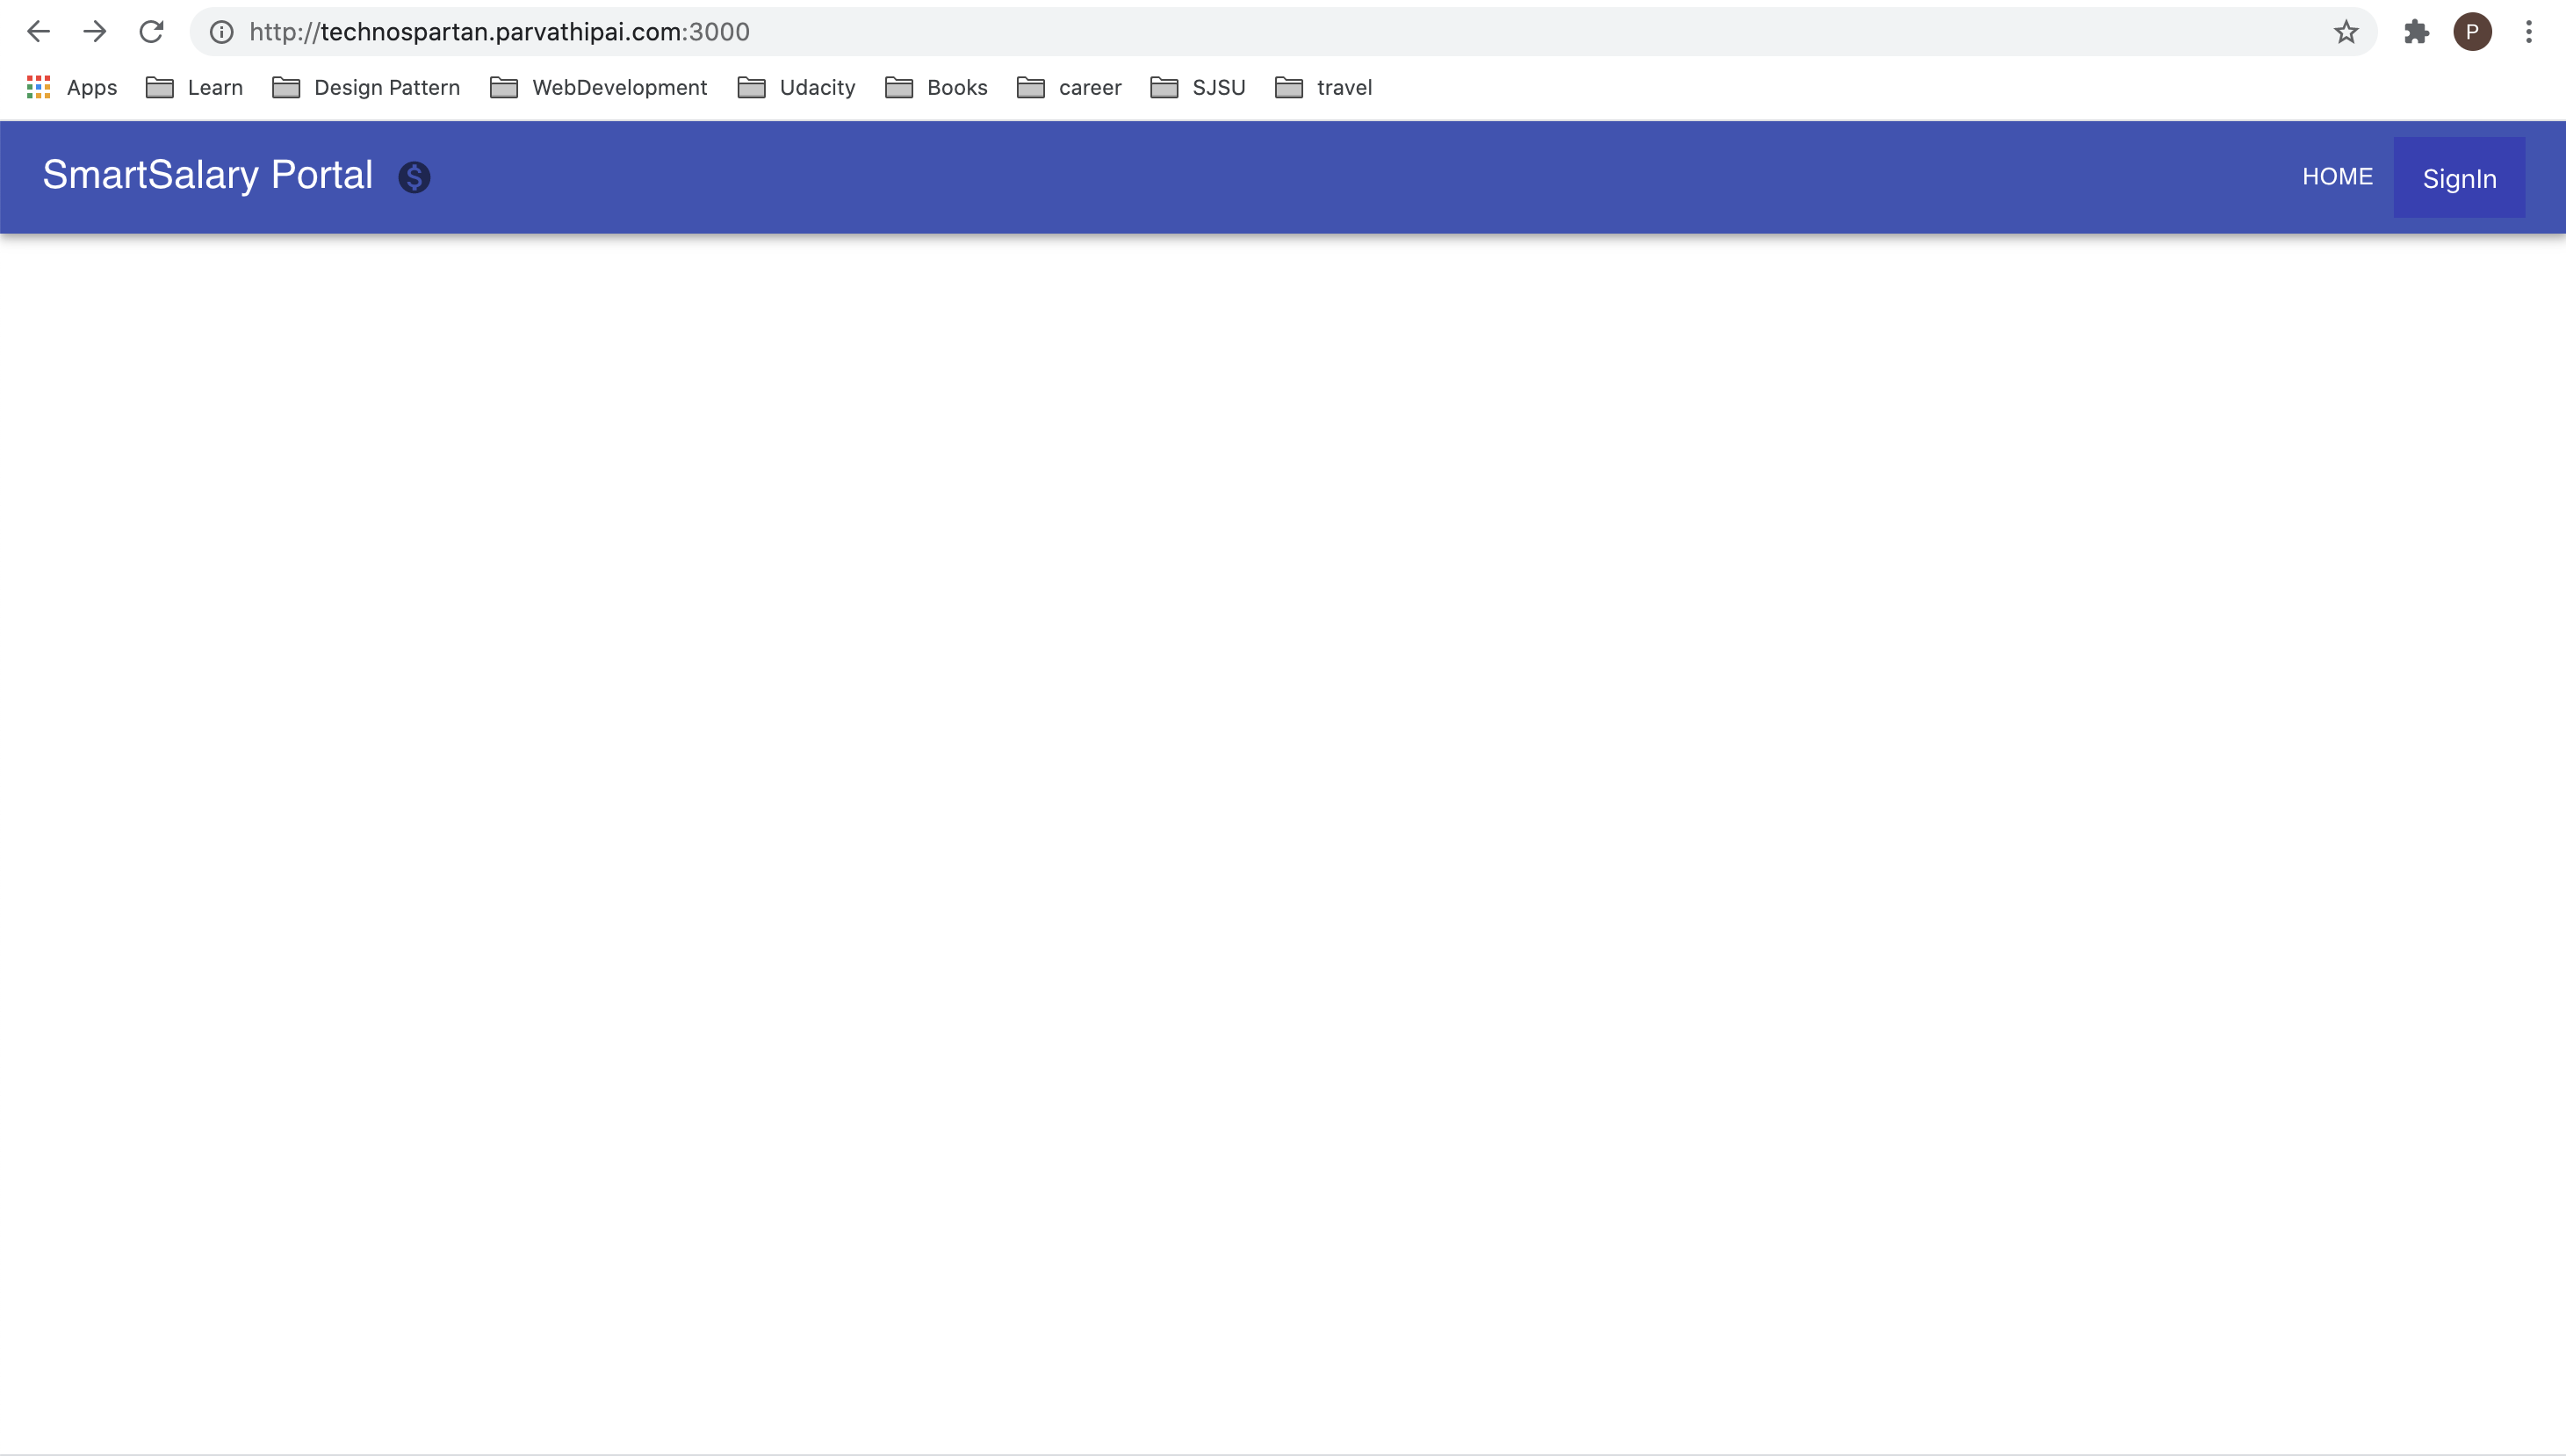 http://technospartan.parvathipai.com:3000 P
Apps Learn Design Pattern WebDevelopment Udacity Books career SJSU travel
SmartSalary Portal $ HOME SignIn